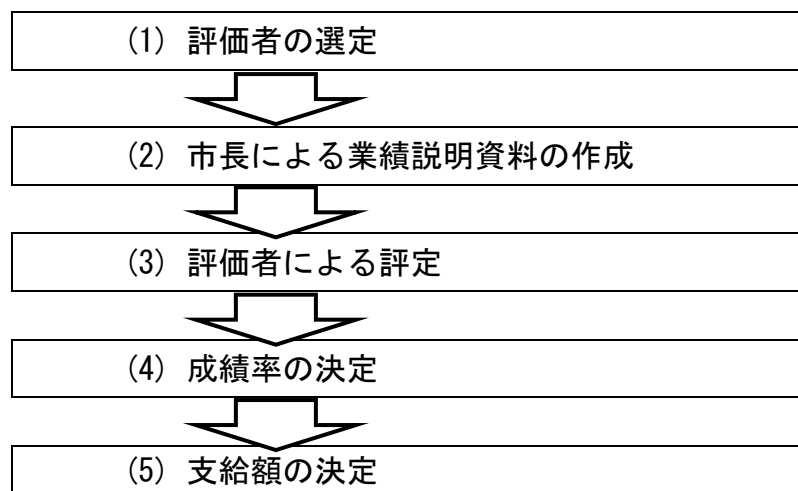 (1) 評価者の選定
(2) 市長による業績説明資料の作成
(3) 評価者による評定
(4) 成績率の決定
(5) 支給額の決定